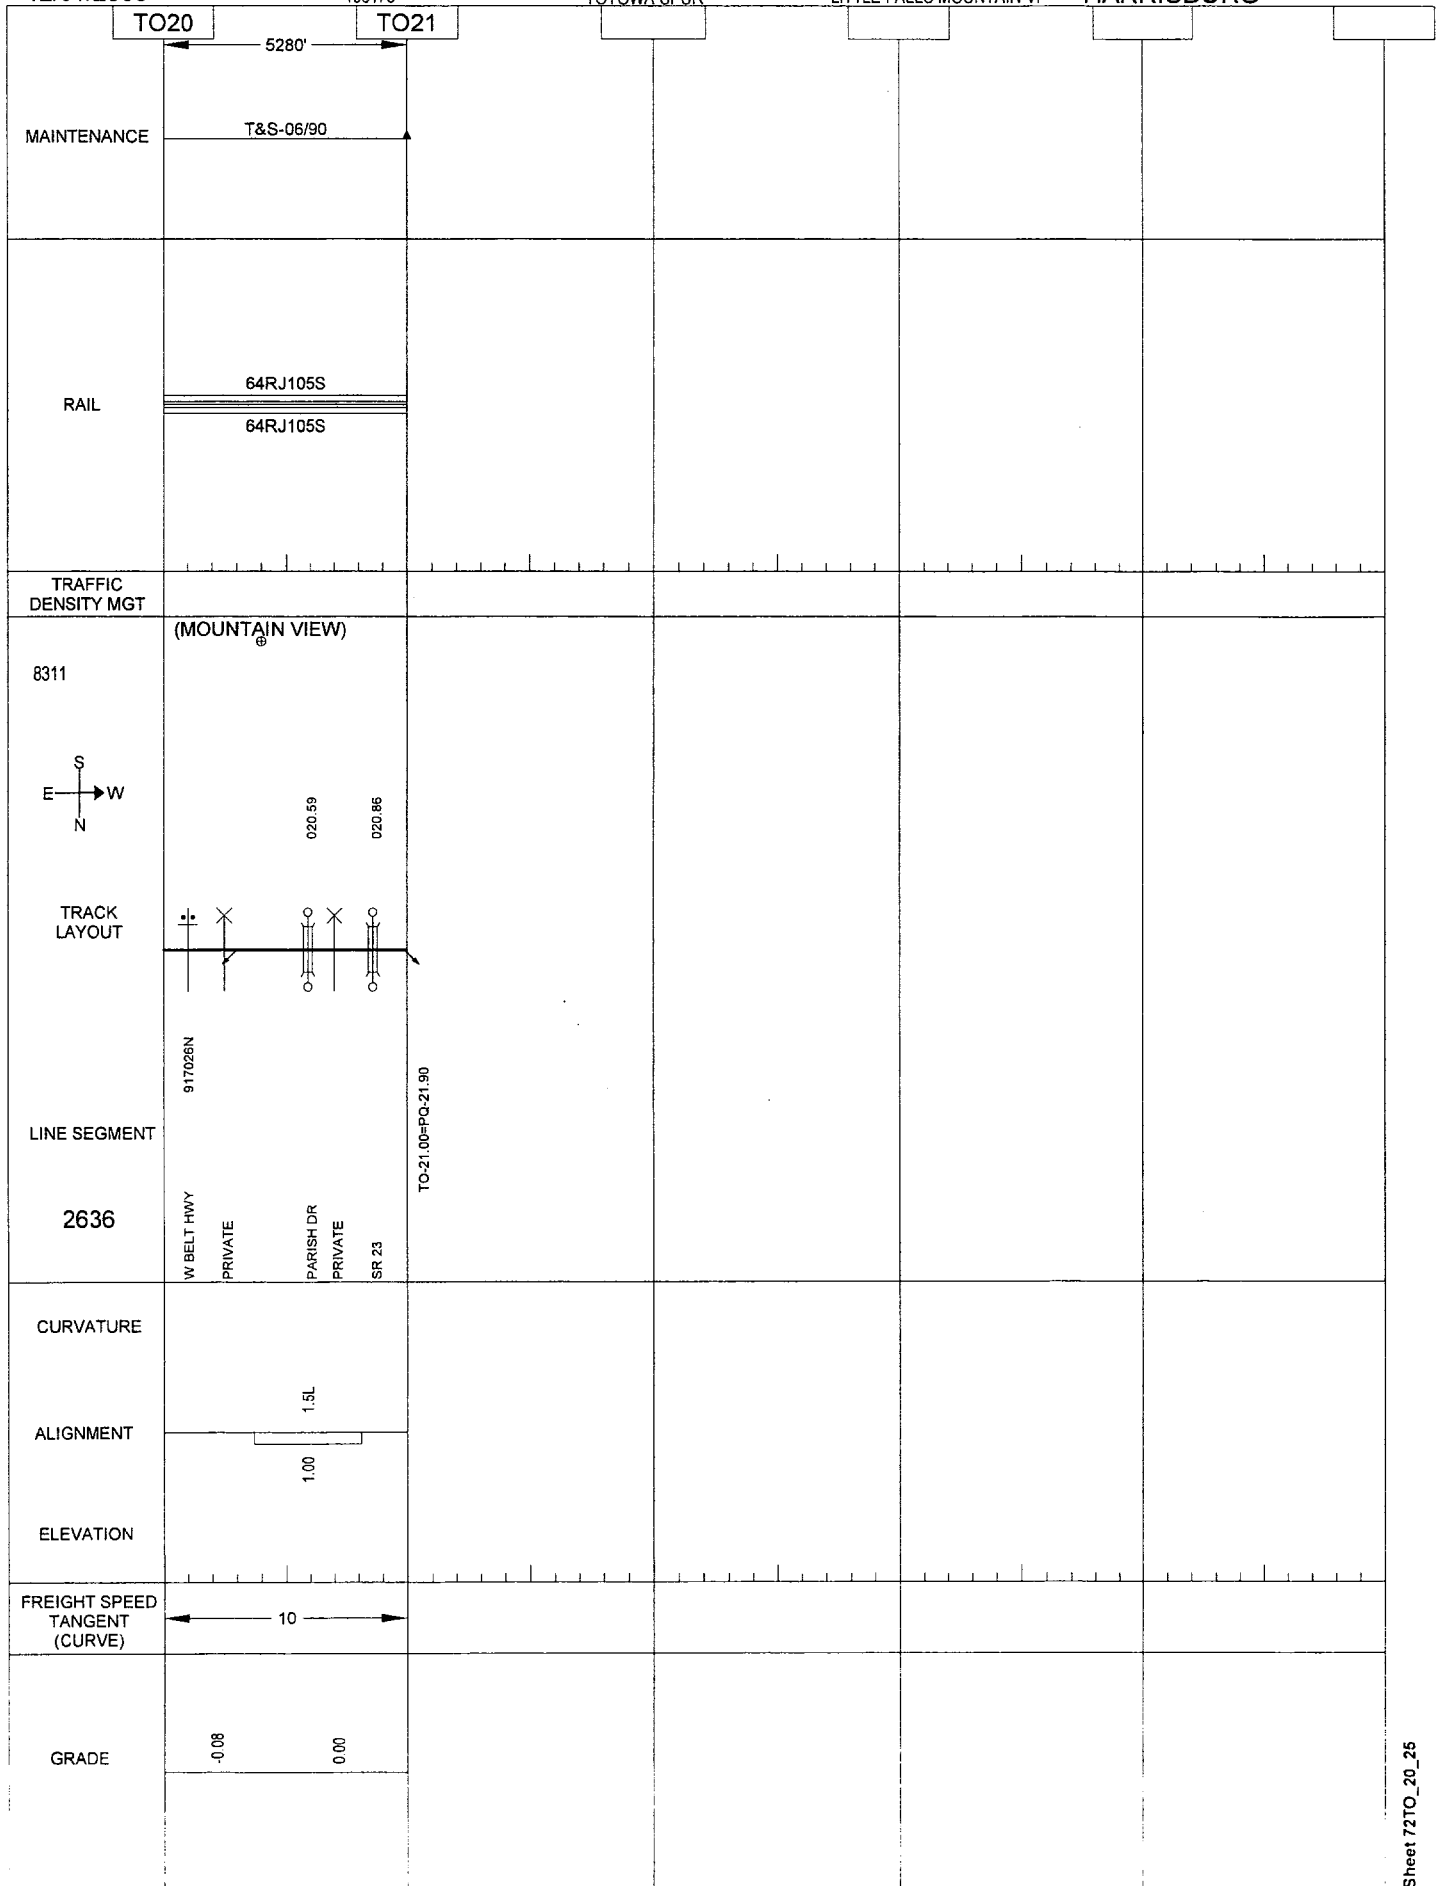 HARRISBURG
TO20
TO21
5280'
MAINTENANCE
T&S-06/90
RAIL
64RJ105S
64RJ105S
TRAFFIC
DENSITY MGT
(MOUNTAIN VIEW)
8311
S
E W
N
020.59
020.86
TRACK
LAYOUT
917026N
TO-21.00=PQ-21.90
LINE SEGMENT
2636
W BELT HWY
PRIVATE
PARISH DR
PRIVATE
SR 23
CURVATURE
1.5L
ALIGNMENT
1.00
ELEVATION
FREIGHT SPEED
TANGENT
(CURVE)
10
GRADE
-0.08
0.00
Sheet 72TO_20_25